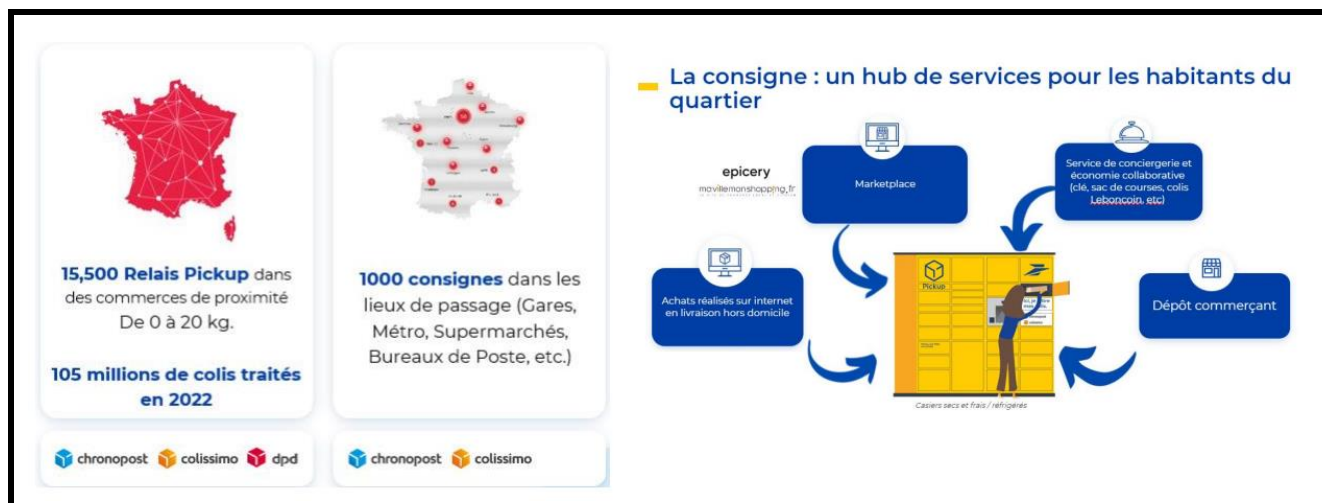 15,500 Relais Pickup dans
des commerces de proximité
De 0 à 20 kg.
105 millions de colis traités
en 2022
chronopost colissimo dpd
1000 consignes dans les
lieux de passage (Gares,
Métro, Supermarchés,
Bureaux de Poste, etc.)
chronopost colissimo
La consigne : un hub de services pour les habitants du
quartier
epicery
mavillemonshopping.fr
Marketplace
Service de conciergerie et
économie collaborative
(clé, sac de courses, colis
Leboncoin, etc)
Achats réalisés sur internet
en livraison hors domicile
Pickup
Dépôt commerçant
Casiers secs et frais / réfrigérés